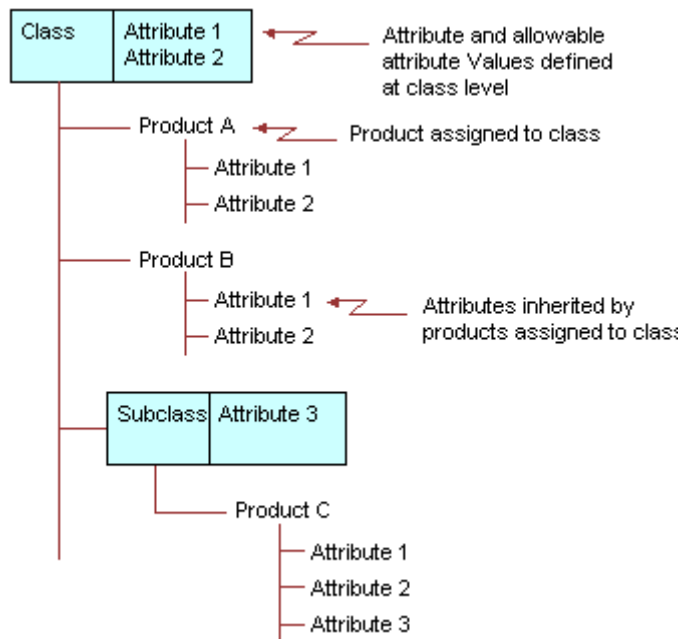 Class
Attribute 1
Attribute 2
Attribute and allowable
attribute Values defined
at class level
Product A
Product assigned to class
Attribute 1
Attribute 2
Product B
Attribute 1
Attribute 2
Attributes inherited by
products assigned to class
Subclass
Attribute 3
Product C
Attribute 1
Attribute 2
Attribute 3